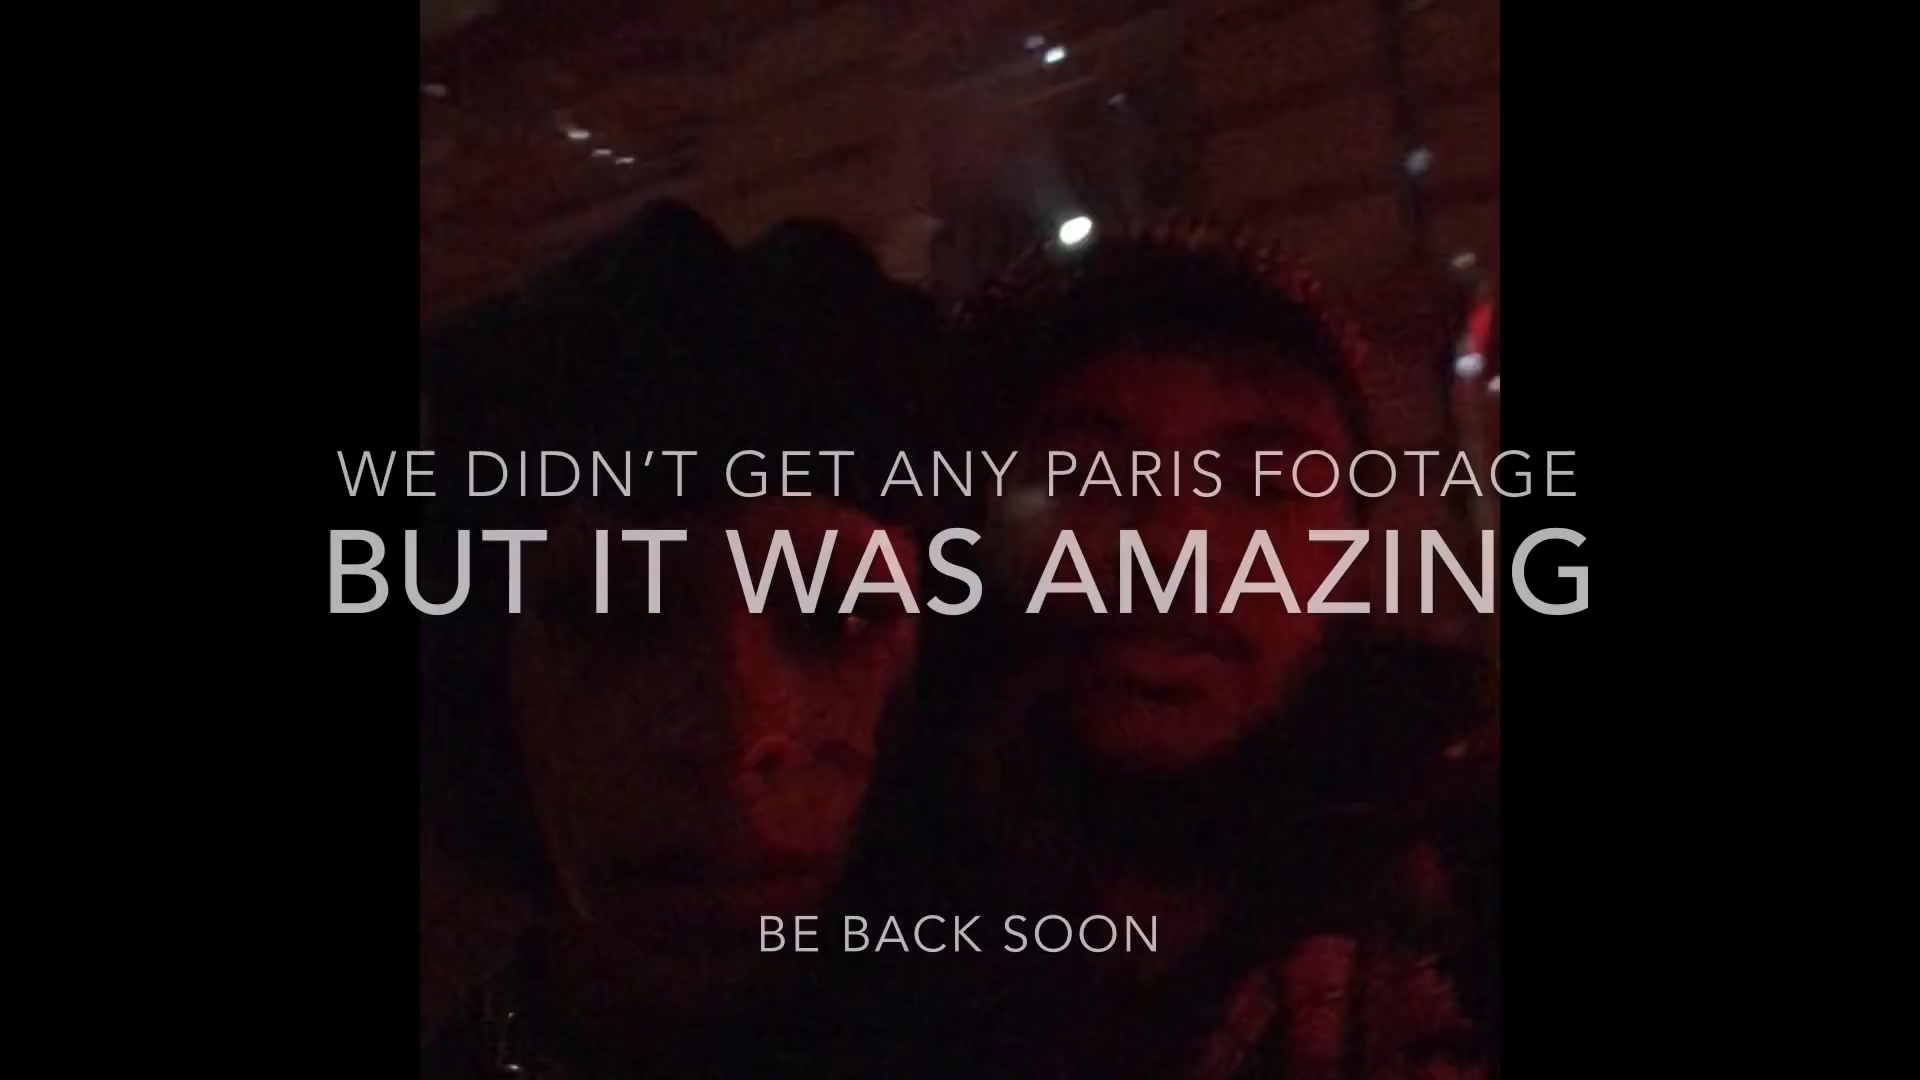 WE DIDN’T GET ANY PARIS FOOTAGE
BUT IT WAS AMAZING
BE BACK SOON